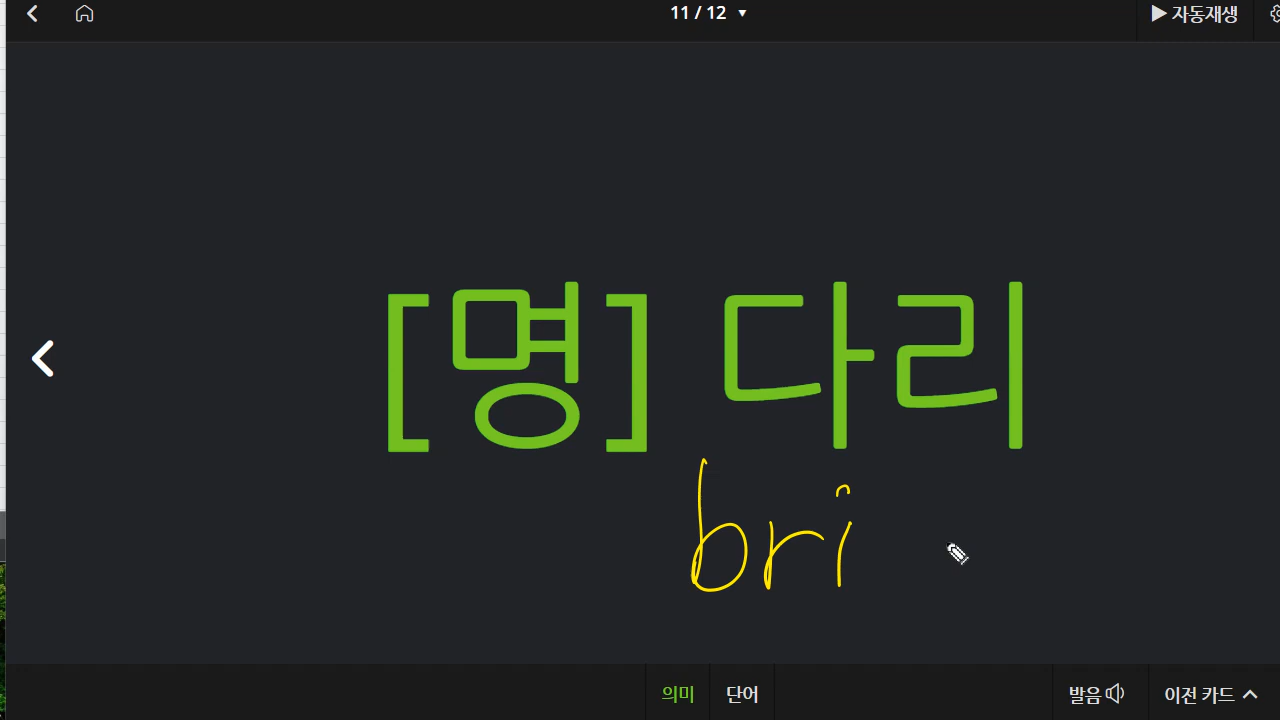 11 / 12 ▼
▶ 자동재생
[명] 다리
bri
의미 단어
발음 이전 카드